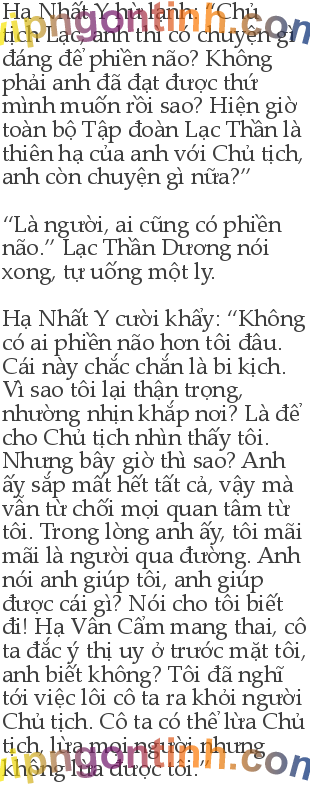 Hạ Nhất Y hừ lạnh: “Chủ
tịch Lạc, anh thì có chuyện gì
đáng để phiền não? Không
phải anh đã đạt được thứ
mình muốn rồi sao? Hiện giờ
toàn bộ Tập đoàn Lạc Thần là
thiên hạ của anh với Chủ tịch,
anh còn chuyện gì nữa?”
“Là người, ai cũng có phiền
não.” Lạc Thần Dương nói
xong, tự uống một ly.
Hạ Nhất Y cười khẩy: “Không
có ai phiền não hơn tôi đâu.
Cái này chắc chắn là bi kịch.
Vì sao tôi lại thận trọng,
nhường nhịn khắp nơi? Là để
cho Chủ tịch nhìn thấy tôi.
Nhưng bây giờ thì sao? Anh
ấy sắp mất hết tất cả, vậy mà
vẫn từ chối mọi quan tâm từ
tôi. Trong lòng anh ấy, tôi mãi
mãi là người qua đường. Anh
nói anh giúp tôi, anh giúp
được cái gì? Nói cho tôi biết
đi! Hạ Vân Cẩm mang thai, cô
ta đắc ý thị uy ở trước mặt tôi,
anh biết không? Tôi đã nghĩ
tới việc lôi cô ta ra khỏi người
Chủ tịch. Cô ta có thể lừa Chủ
tịch, lừa mọi người nhưng
không lừa được tôi.”
vipngontinh.com
vipngontinh.com